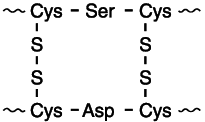 Cys - Ser - Cys
S S
S S
Cys - Asp - Cys